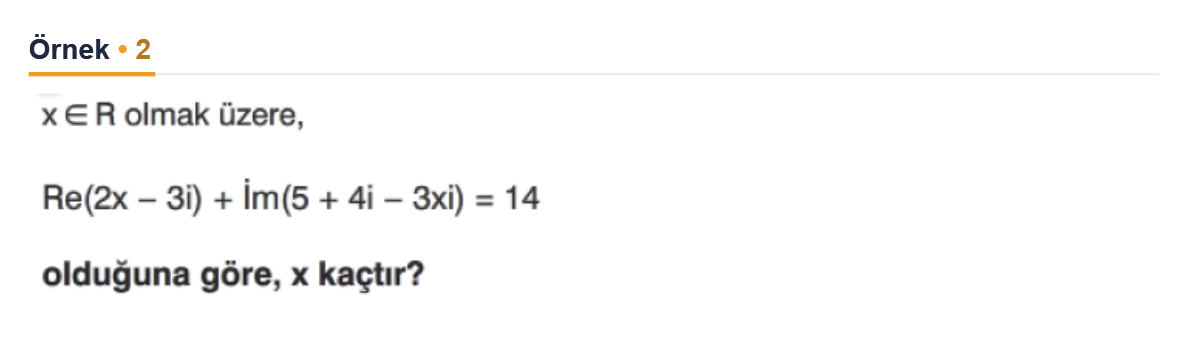 Örnek • 2
x ∈ R olmak üzere,
Re(2x – 3i) + İm(5 + 4i – 3xi) = 14
olduğuna göre, x kaçtır?